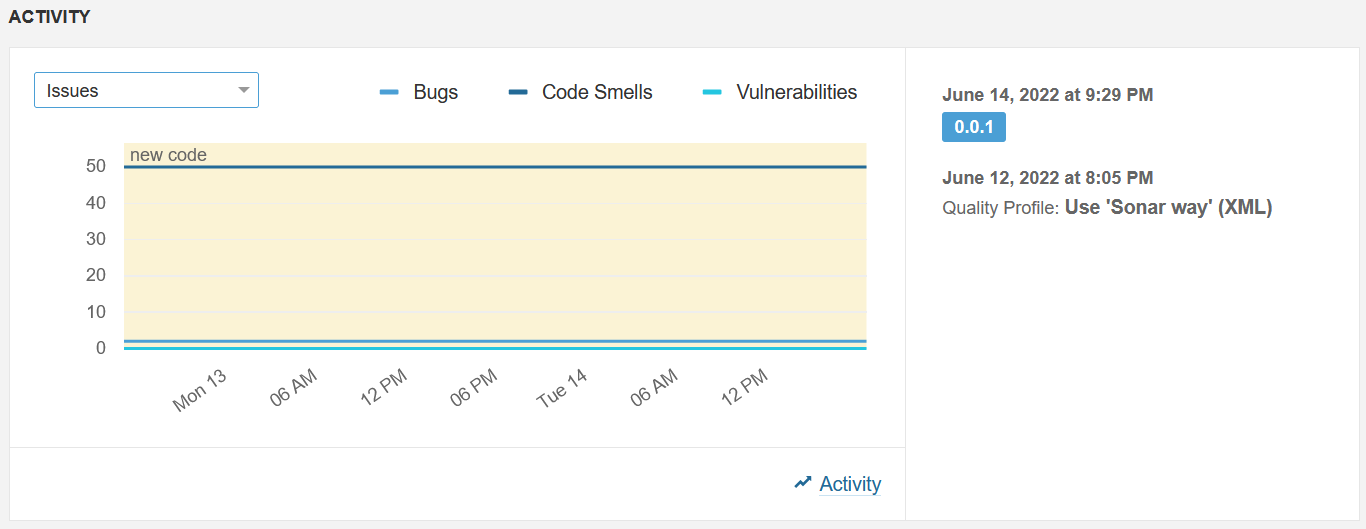 ACTIVITY
Issues
Bugs
Code Smells
Vulnerabilities
new code
50
40
30
20
10
0
Mon 13
06 AM
12 PM
06 PM
Tue 14
06 AM
12 PM
Activity
June 14, 2022 at 9:29 PM
0.0.1
June 12, 2022 at 8:05 PM
Quality Profile: Use 'Sonar way' (XML)